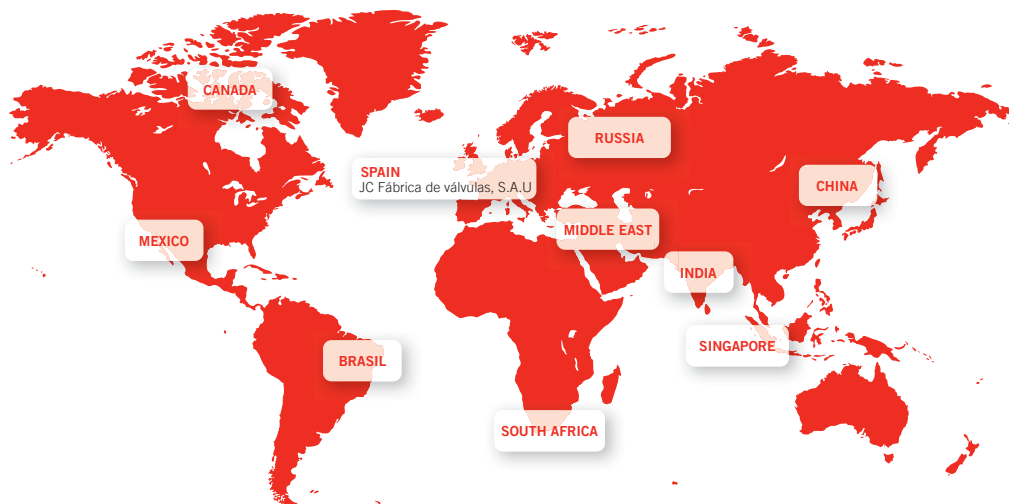 CANADA
RUSSIA
SPAIN
JC Fábrica de válvulas, S.A.U
CHINA
MEXICO
MIDDLE EAST
INDIA
SINGAPORE
BRASIL
SOUTH AFRICA